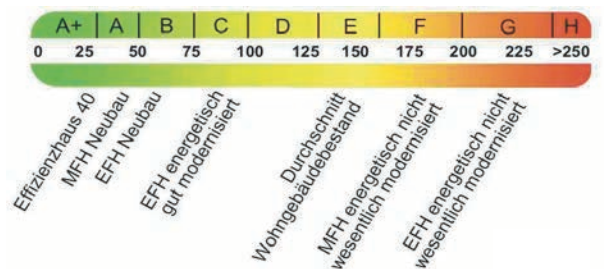 A+ A B C D E F G H
0 25 50 75 100 125 150 175 200 225 >250
Effizienzhaus 40
MFH Neubau
EFH Neubau
EFH energetisch
gut modernisiert
Durchschnitt
Wohngebäudebestand
MFH energetisch nicht
wesentlich modernisiert
EFH energetisch nicht
wesentlich modernisiert